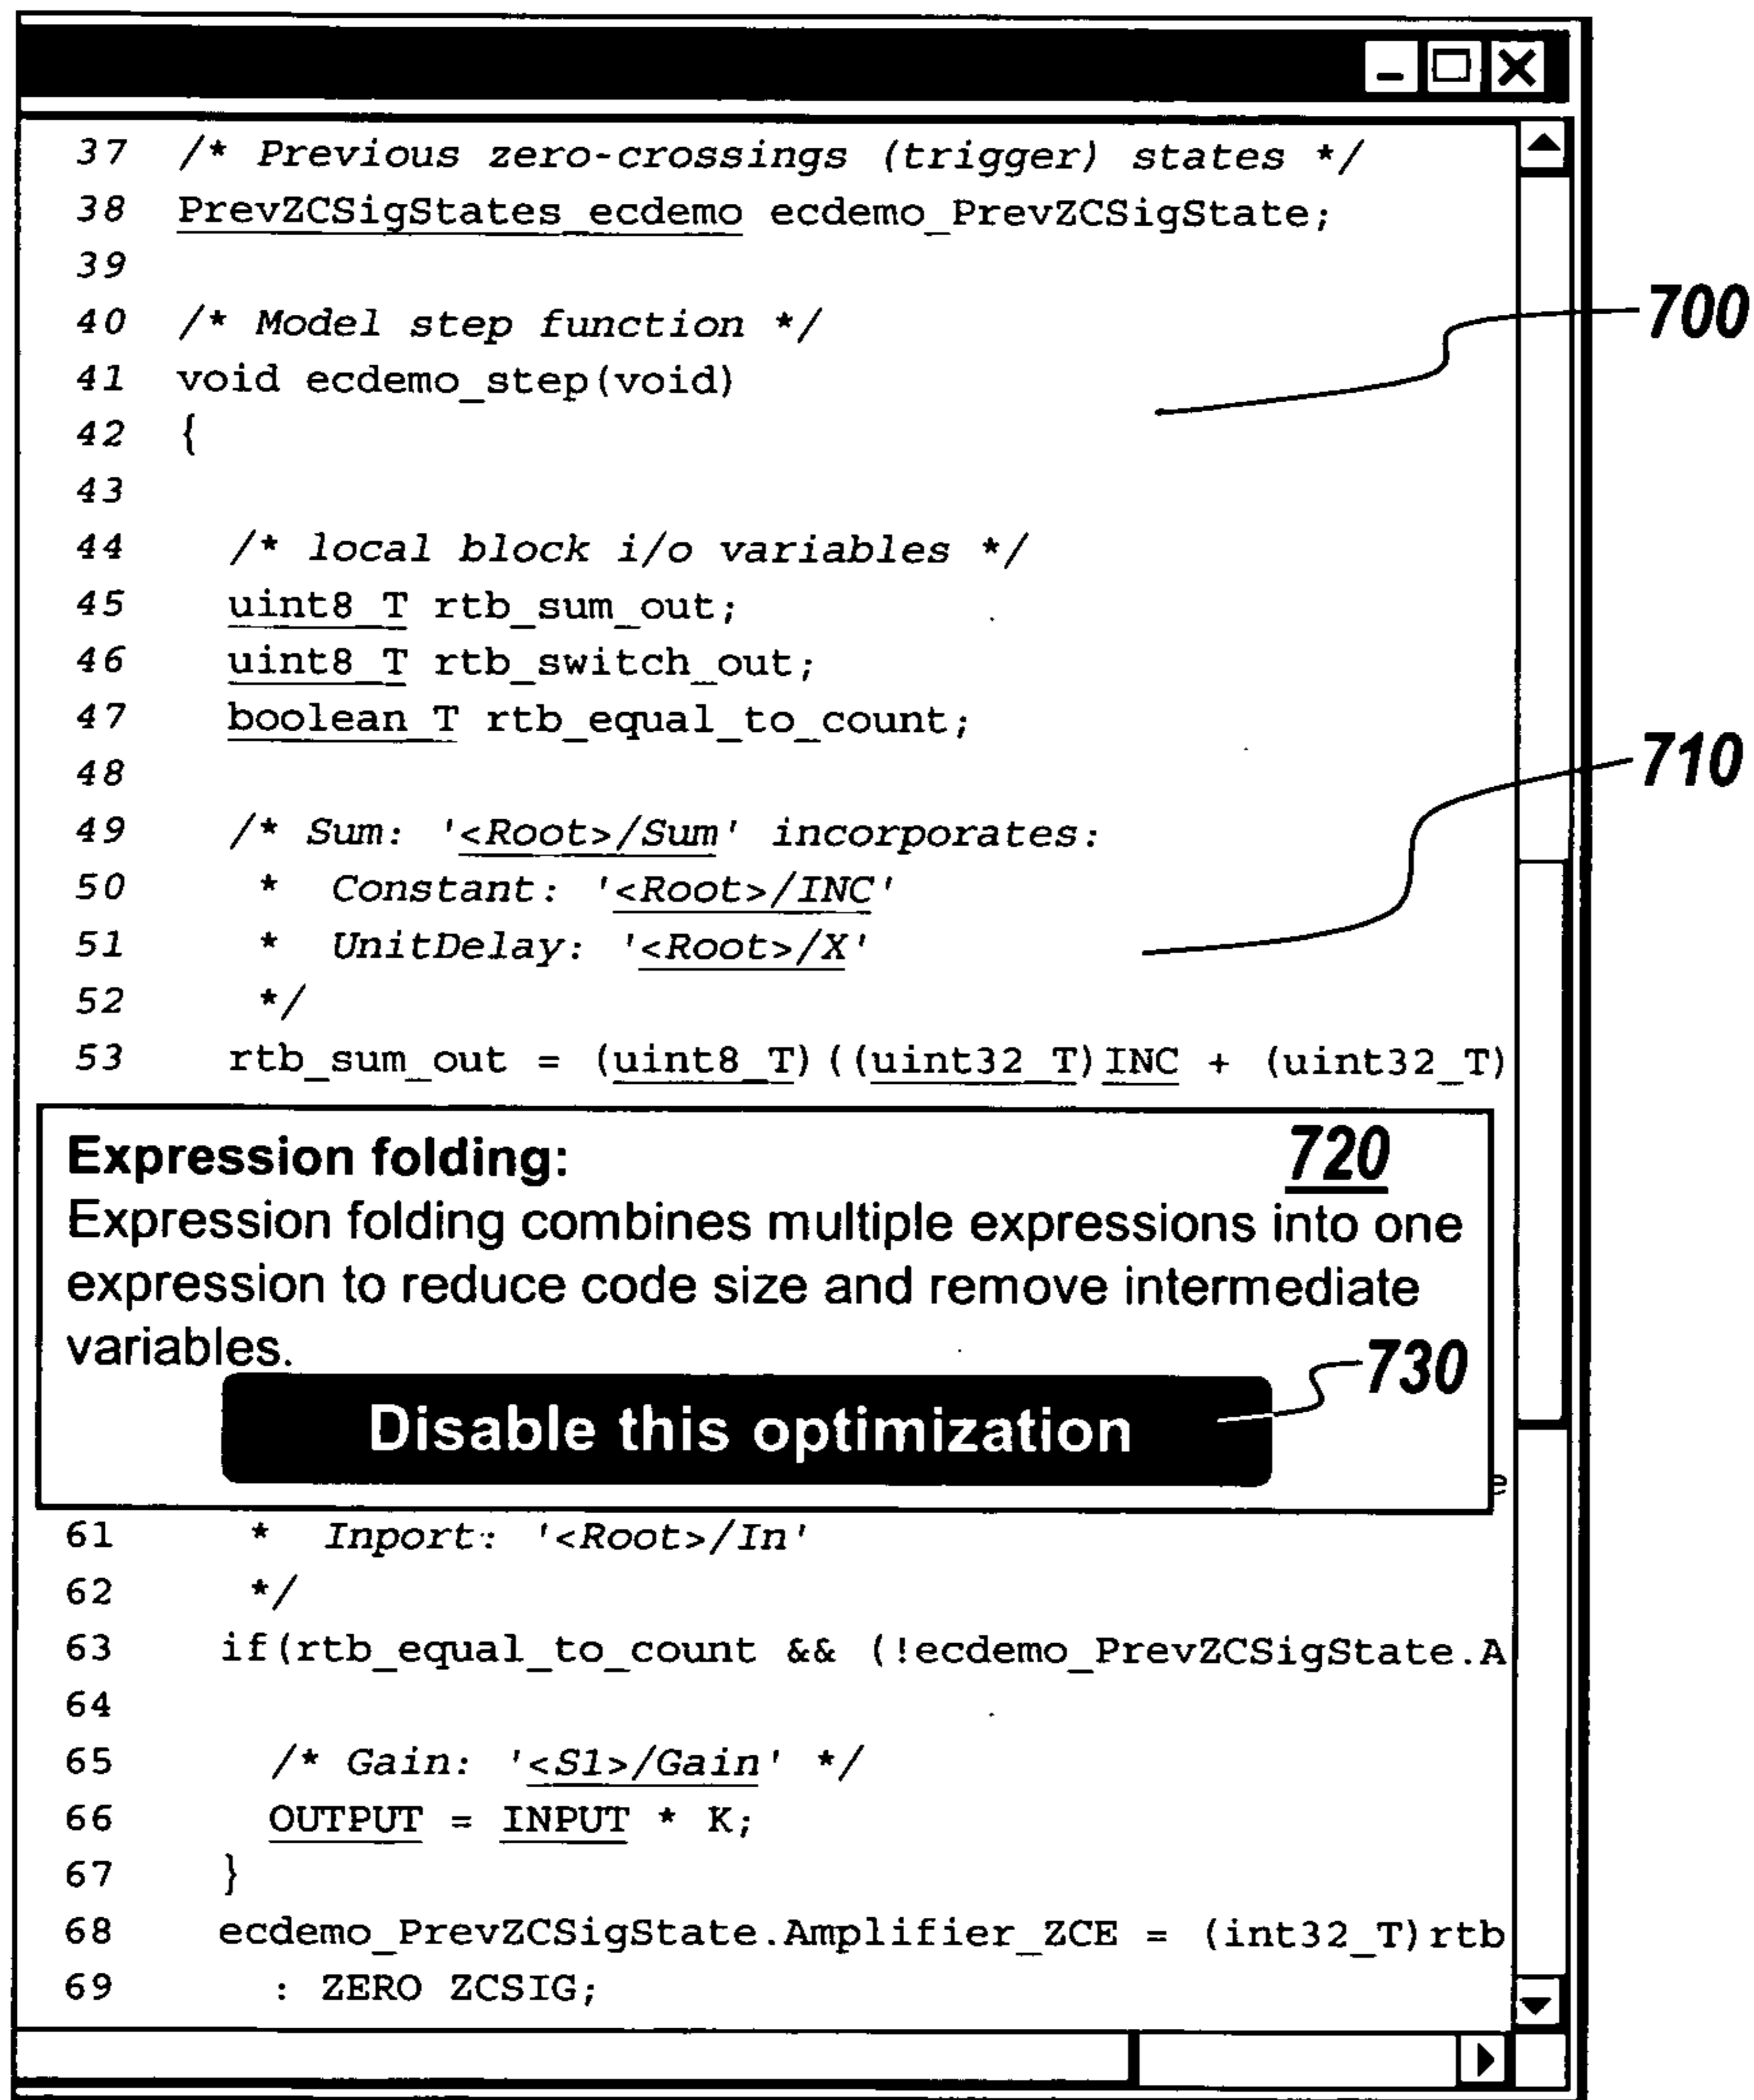 37 /* Previous zero-crossings (trigger) states */
38 PrevZCSigStates_ecdemo ecdemo_PrevZCSigState;
39
40 /* Model step function */
700
41 void ecdemo_step(void)
42 {
43
44 /* local block i/o variables */
45 uint8_T rtb_sum_out;
46 uint8_T rtb_switch_out;
47 boolean_T rtb_equal_to_count;
710
48
49 /* Sum: '<Root>/Sum' incorporates:
50 * Constant: '<Root>/INC'
51 * UnitDelay: '<Root>/X'
52 */
53 rtb_sum_out = (uint8_T)((uint32_T)INC + (uint32_T)
Expression folding: 720
Expression folding combines multiple expressions into one
expression to reduce code size and remove intermediate
variables.
730
Disable this optimization
61 * Inport: '<Root>/In'
62 */
63 if(rtb_equal_to_count && (!ecdemo_PrevZCSigState.A
64
65 /* Gain: '<S1>/Gain' */
66 OUTPUT = INPUT * K;
67 }
68 ecdemo_PrevZCSigState.Amplifier_ZCE = (int32_T)rtb
69 : ZERO ZCSIG;